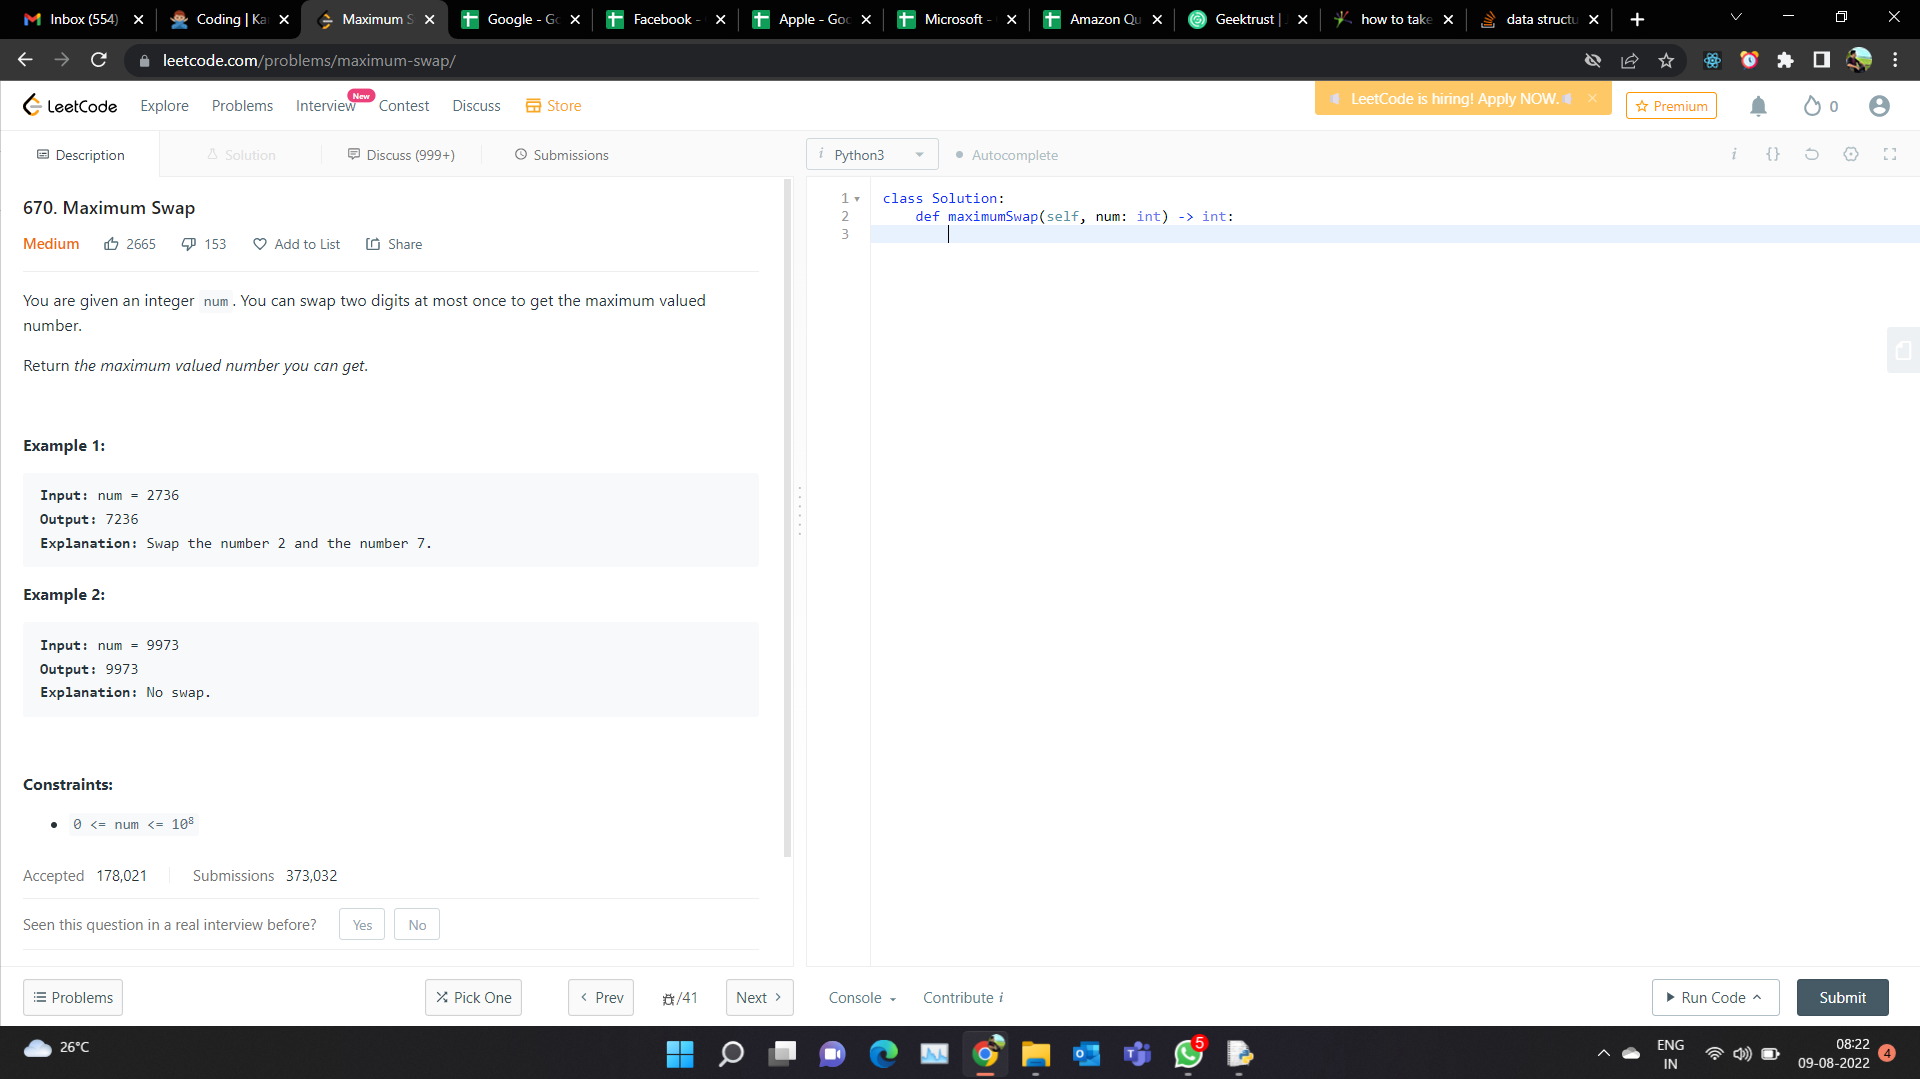 Inbox (554)
Coding | Ka
Maximum S
Google - Go
Facebook -
Apple - Goo
Microsoft -
Amazon Qu
Geektrust |
how to take
data structu
leetcode.com/problems/maximum-swap/
LeetCode
Explore
Problems
Interview
New
Contest
Discuss
Store
LeetCode is hiring! Apply NOW.
Premium
0
Description
Solution
Discuss (999+)
Submissions
i Python3
Autocomplete
i
{}
670. Maximum Swap
Medium
2665
153
Add to List
Share
You are given an integer num. You can swap two digits at most once to get the maximum valued
number.
Return the maximum valued number you can get.
Example 1:
Input: num = 2736
Output: 7236
Explanation: Swap the number 2 and the number 7.
Example 2:
Input: num = 9973
Output: 9973
Explanation: No swap.
Constraints:
• 0 <= num <= 10⁸
Accepted 178,021
Submissions 373,032
Seen this question in a real interview before?
Yes
No
1 class Solution:
2 def maximumSwap(self, num: int) -> int:
3
Problems
Pick One
Prev
/41
Next
Console
Contribute i
Run Code
Submit
26°C
5
ENG
IN
08:22
09-08-2022
4